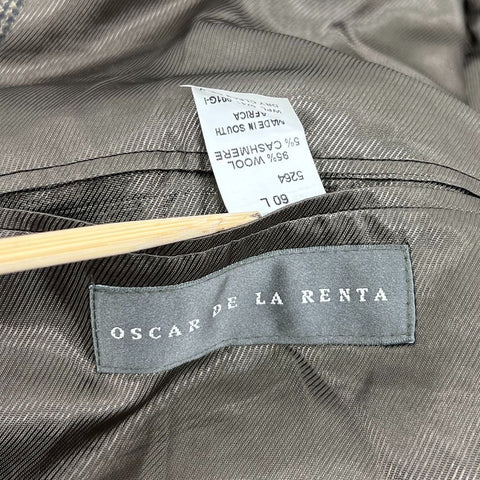 OSCAR DE LA RENTA
60 L
5264
95% WOOL
5% CASHMERE
MADE IN SOUTH
AFRICA